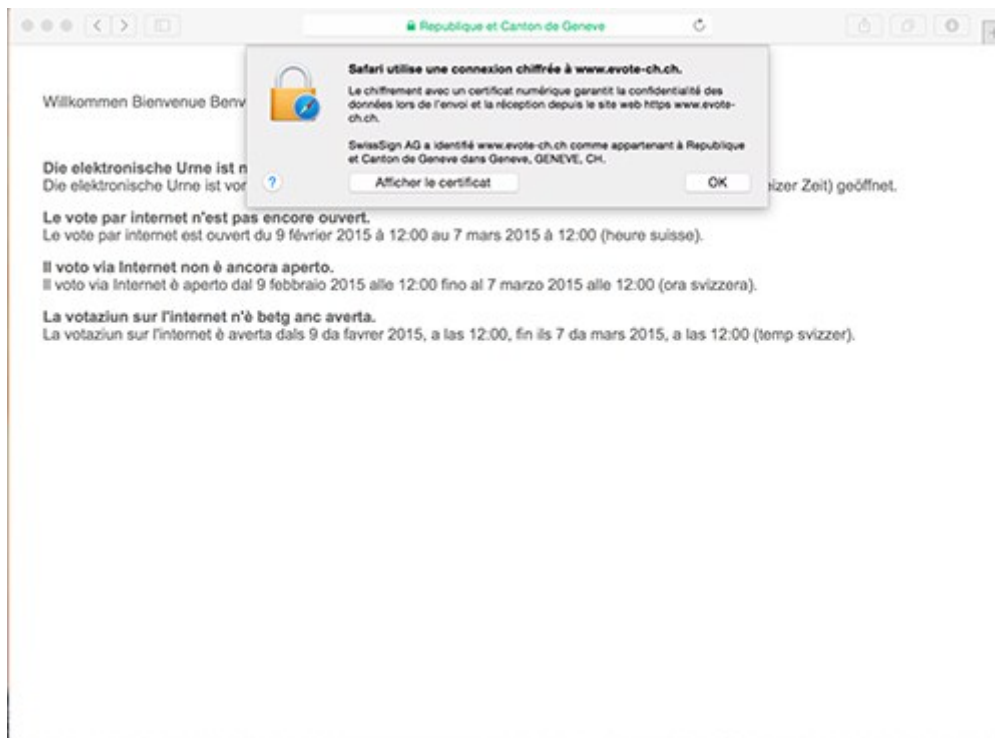 Republique et Canton de Geneve
Safari utilise une connexion chiffrée à www.evote-ch.ch.
Le chiffrement avec un certificat numérique garantit la confidentialité des
données lors de l'envoi et la réception depuis le site web https www.evote-
ch.ch.
SwissSign AG a identifié www.evote-ch.ch comme appartenant à Republique
et Canton de Geneve dans Geneve, GENEVE, CH.
? Afficher le certificat OK
Willkommen Bienvenue Benv
Die elektronische Urne ist n
Die elektronische Urne ist vor eizer Zeit) geöffnet.
Le vote par internet n'est pas encore ouvert.
Le vote par internet est ouvert du 9 février 2015 à 12:00 au 7 mars 2015 à 12:00 (heure suisse).
Il voto via Internet non è ancora aperto.
Il voto via Internet è aperto dal 9 febbraio 2015 alle 12:00 fino al 7 marzo 2015 alle 12:00 (ora svizzera).
La votaziun sur l'internet n'è betg anc averta.
La votaziun sur l'internet è averta dals 9 da favrer 2015, a las 12:00, fin ils 7 da mars 2015, a las 12:00 (temp svizzer).